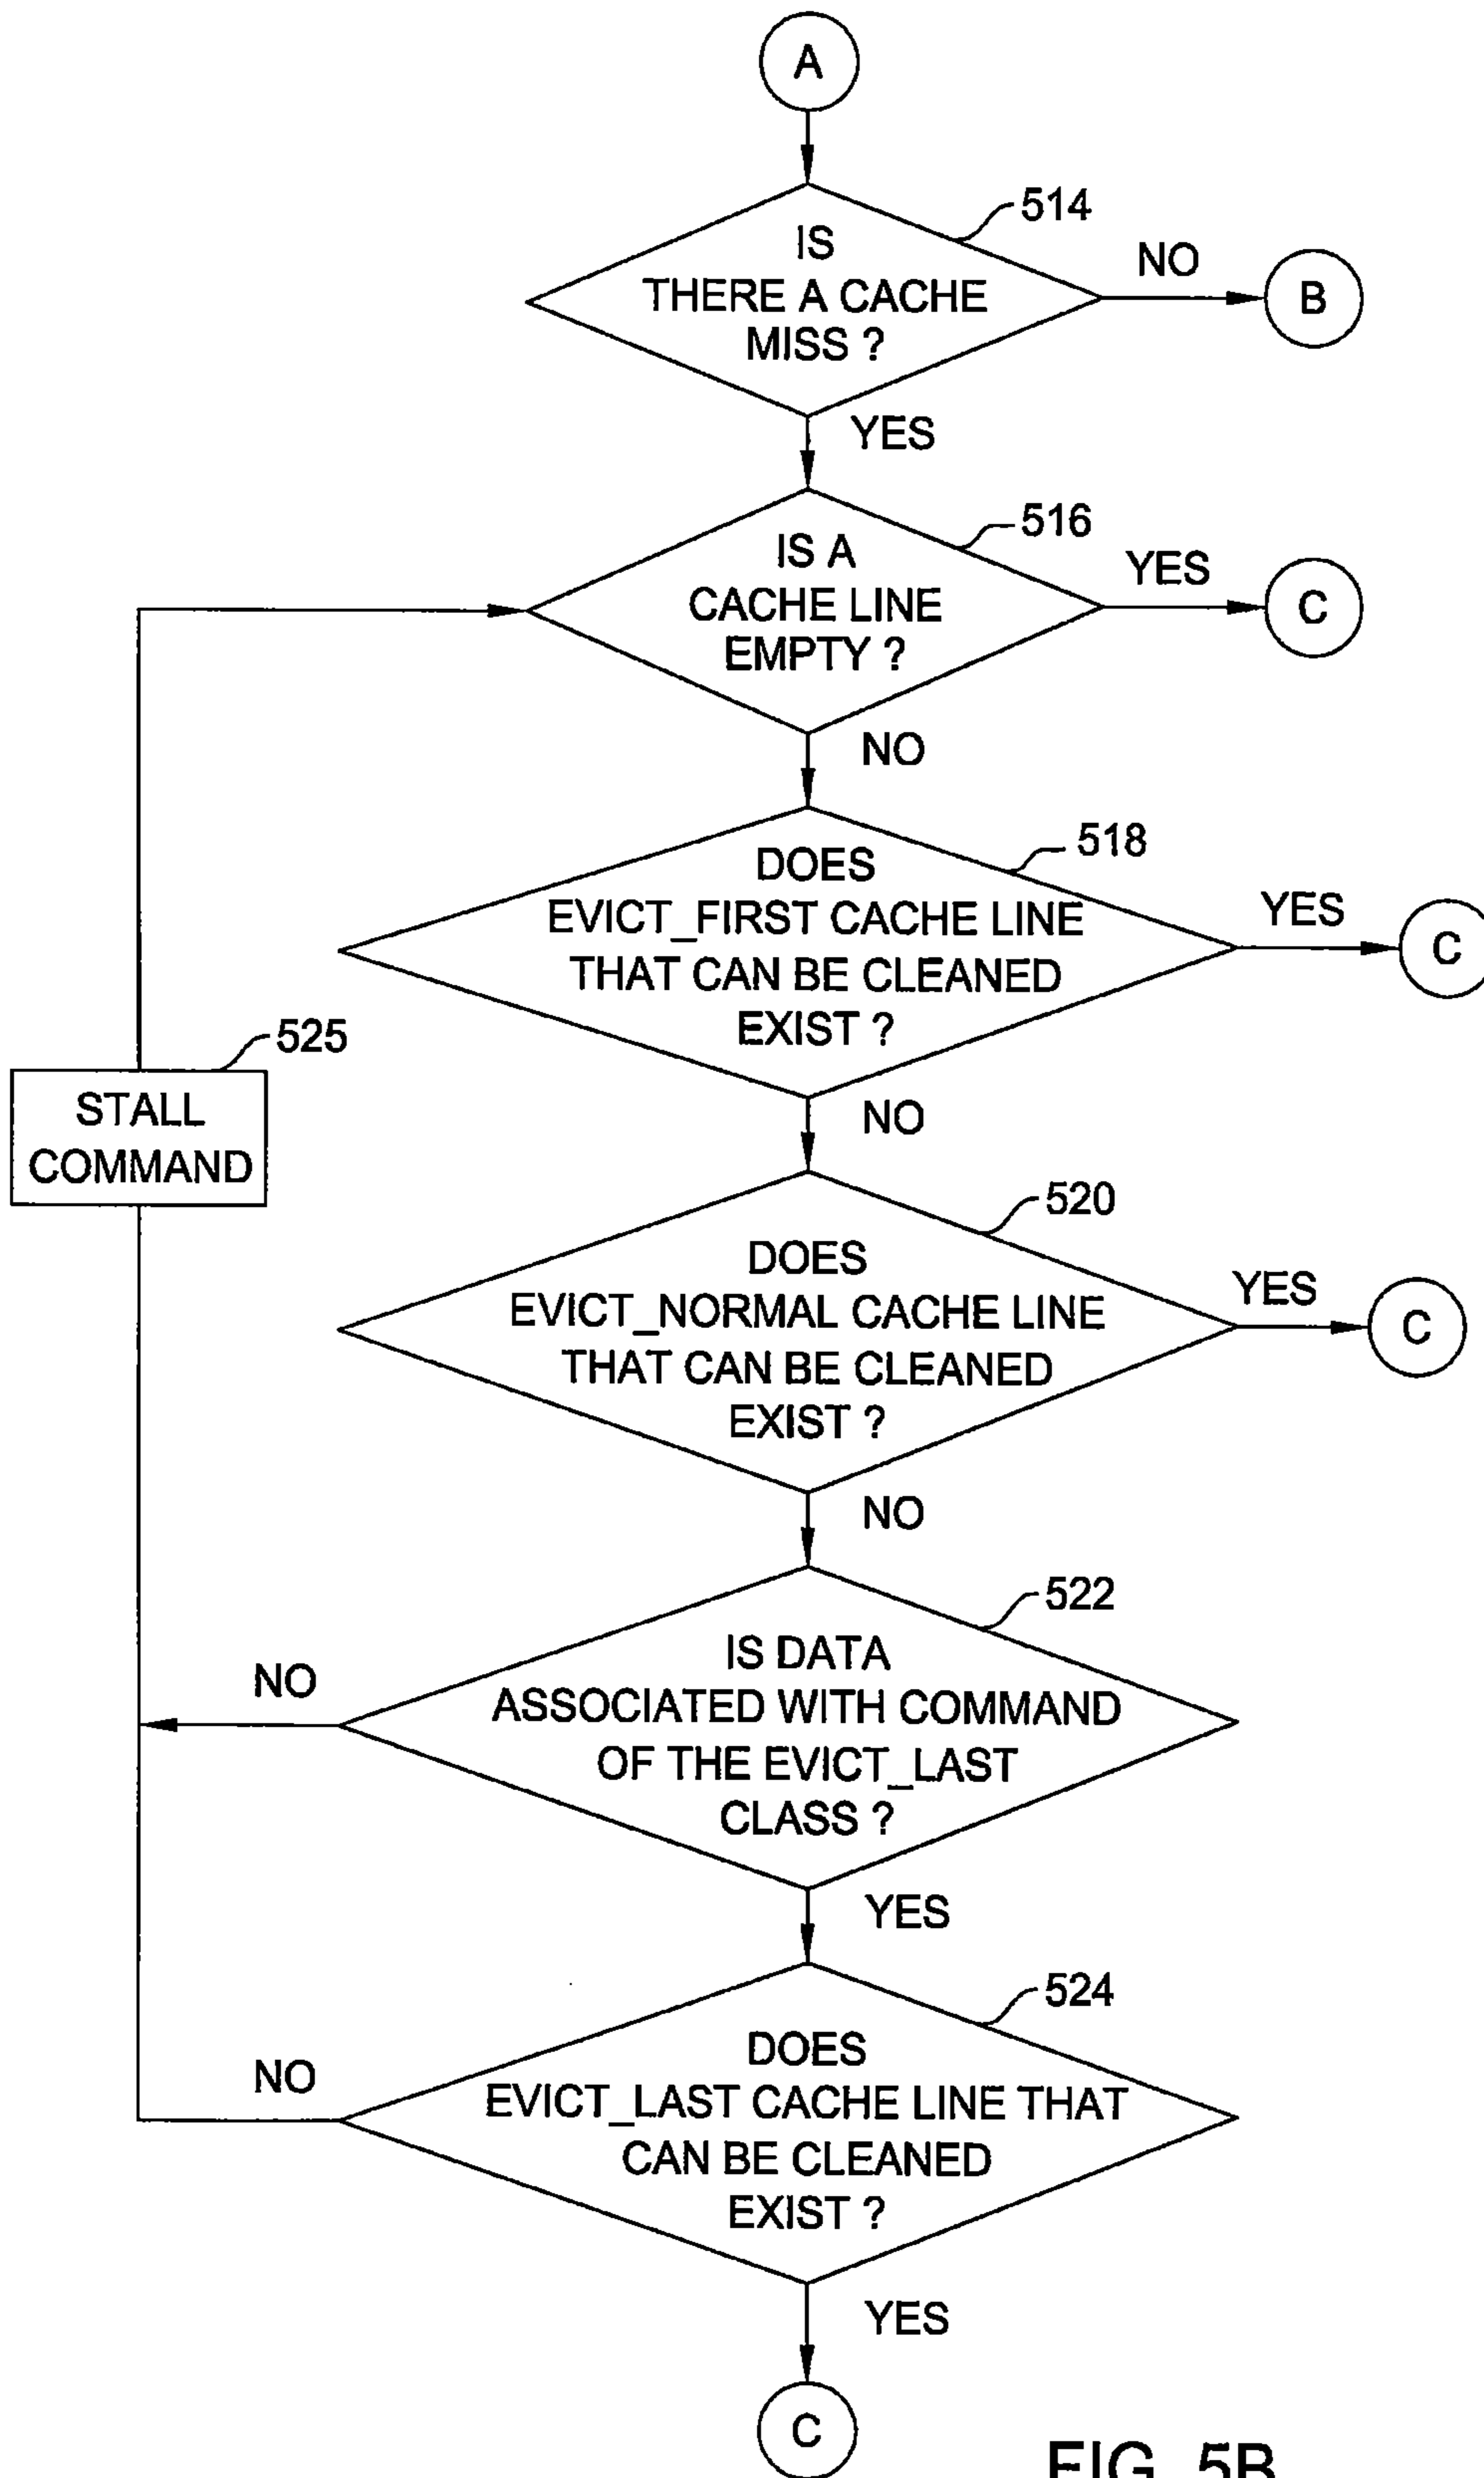 A
514
IS
THERE A CACHE
MISS ?
NO
B
YES
516
IS A
CACHE LINE
EMPTY ?
YES
C
NO
518
DOES
EVICT_FIRST CACHE LINE
THAT CAN BE CLEANED
EXIST ?
YES
C
525
STALL
COMMAND
NO
520
DOES
EVICT_NORMAL CACHE LINE
THAT CAN BE CLEANED
EXIST ?
YES
C
NO
522
IS DATA
ASSOCIATED WITH COMMAND
OF THE EVICT_LAST
CLASS ?
NO
YES
524
DOES
EVICT_LAST CACHE LINE THAT
CAN BE CLEANED
EXIST ?
NO
YES
C
FIG. 5B